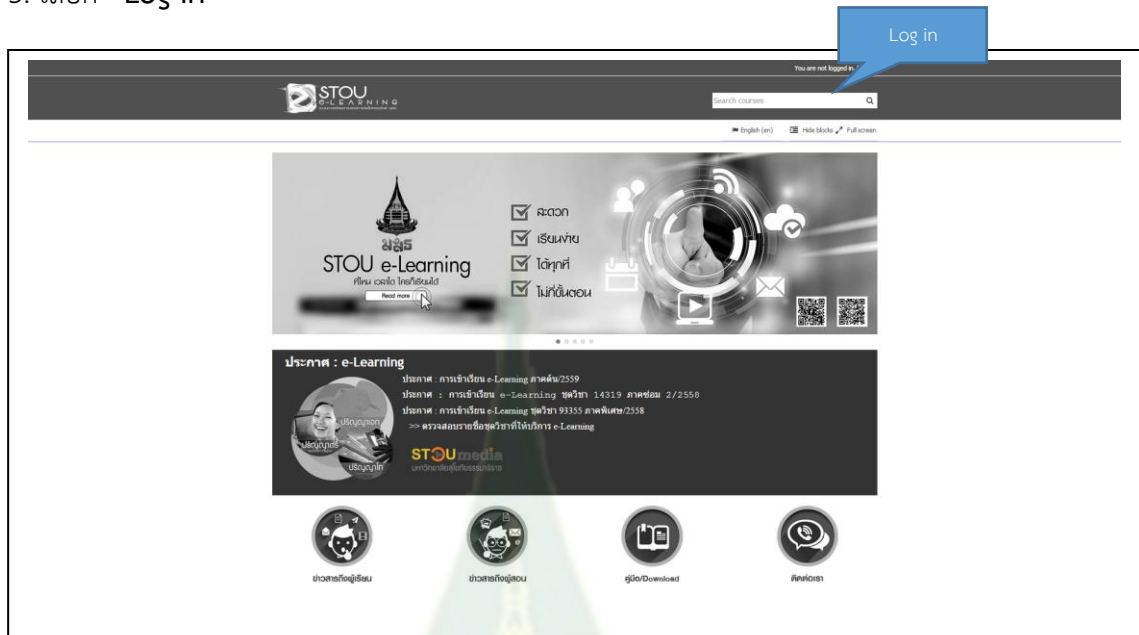 Log in
Log in
You are not logged in.
STOU
e-LEARNING
Search courses
English (en) Hide blocks Full screen
มสธ
STOU e-Learning
ที่ไหน เวลาใด ใครก็เรียนได้
Read more
สะดวก
เรียนง่าย
ได้ทุกที่
ไม่กี่ขั้นตอน
ประกาศ : e-Learning
ประกาศ : การเข้าเรียน e-Learning ภาคต้น/2559
ประกาศ : การเข้าเรียน e-Learning ชุดวิชา 14319 ภาคซ่อม 2/2558
ประกาศ : การเข้าเรียน e-Learning ชุดวิชา 93355 ภาคพิเศษ/2558
>> ตรวจสอบรายชื่อชุดวิชาที่ให้บริการ e-Learning
ปริญญาเอก
ปริญญาตรี
ปริญญาโท
STOUmedia
มหาวิทยาลัยสุโขทัยธรรมาธิราช
ข่าวสารถึงผู้เรียน
ข่าวสารถึงผู้สอน
คู่มือ/Download
ติดต่อเรา